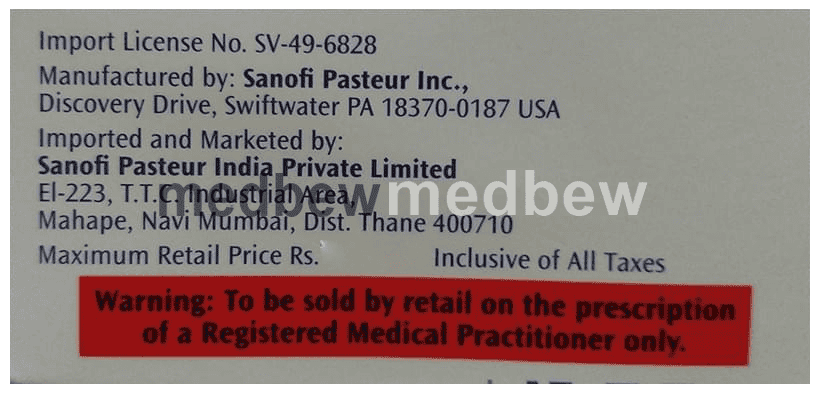 Import License No. SV-49-6828
Manufactured by: Sanofi Pasteur Inc.,
Discovery Drive, Swiftwater PA 18370-0187 USA
Imported and Marketed by:
Sanofi Pasteur India Private Limited
El-223, T.T.C. Industrial Area,
medbew medbew
Mahape, Navi Mumbai, Dist. Thane 400710
Maximum Retail Price Rs. Inclusive of All Taxes
Warning: To be sold by retail on the prescription
of a Registered Medical Practitioner only.